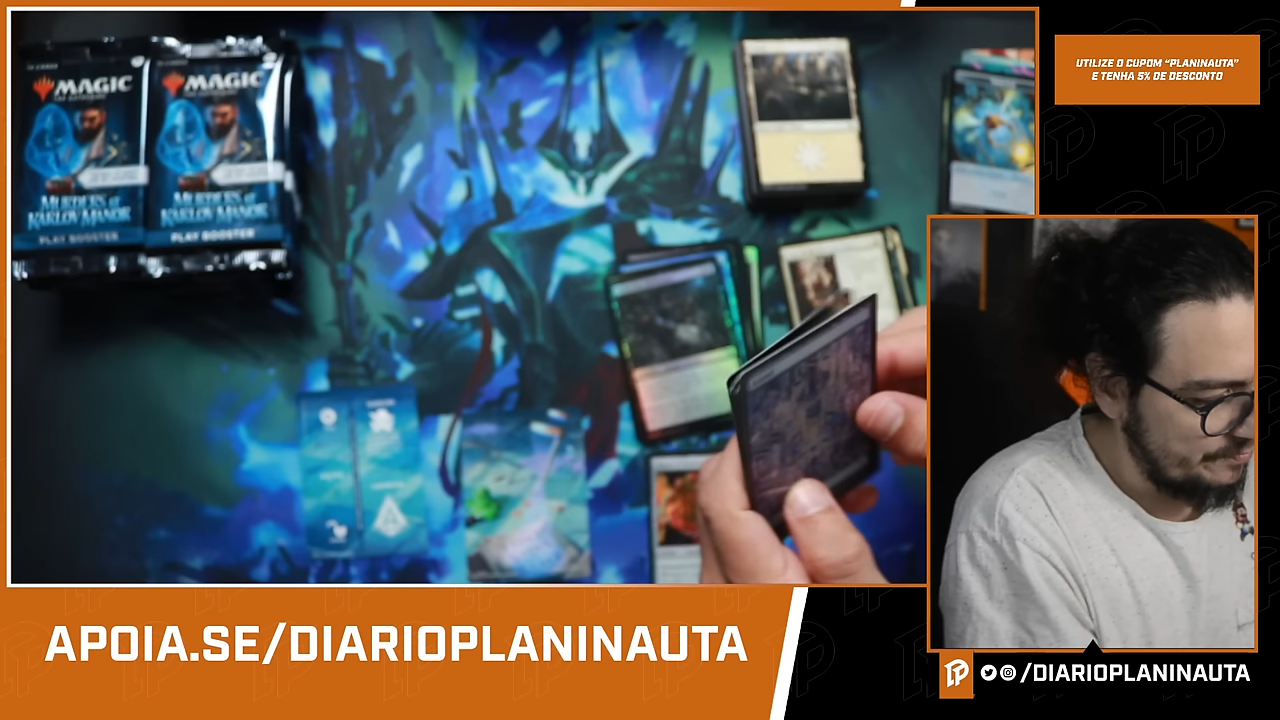 MAGIC
MURDERS at
KARLOV MANOR
PLAY BOOSTER
MAGIC
MURDERS at
KARLOV MANOR
PLAY BOOSTER
UTILIZE O CUPOM “PLANINAUTA”
E TENHA 5% DE DESCONTO
APOIA.SE/DIARIOPLANINAUTA
/DIARIOPLANINAUTA